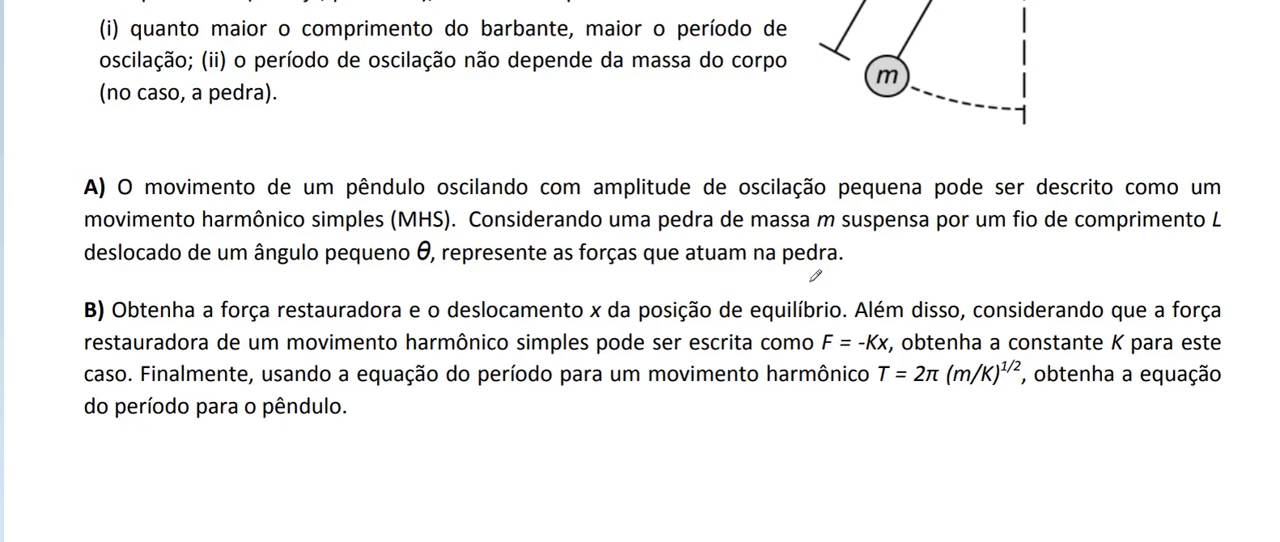 (i) quanto maior o comprimento do barbante, maior o período de
oscilação; (ii) o período de oscilação não depende da massa do corpo
(no caso, a pedra).
m
A) O movimento de um pêndulo oscilando com amplitude de oscilação pequena pode ser descrito como um
movimento harmônico simples (MHS). Considerando uma pedra de massa m suspensa por um fio de comprimento L
deslocado de um ângulo pequeno θ, represente as forças que atuam na pedra.
B) Obtenha a força restauradora e o deslocamento x da posição de equilíbrio. Além disso, considerando que a força
restauradora de um movimento harmônico simples pode ser escrita como F = -Kx, obtenha a constante K para este
caso. Finalmente, usando a equação do período para um movimento harmônico T = 2π (m/K)^1/2, obtenha a equação
do período para o pêndulo.